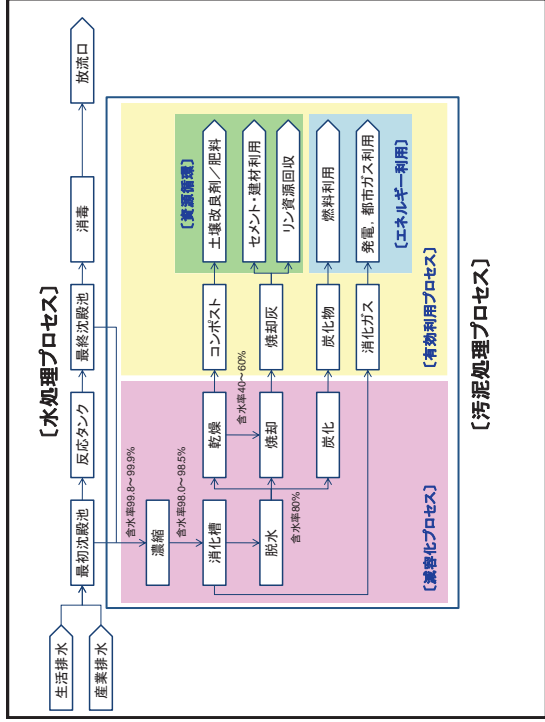 〔水処理プロセス〕
生活排水
産業排水
最初沈殿池
反応タンク
最終沈殿池
消毒
放流口
含水率99.8～99.9%
濃縮
含水率98.0～98.5%
消化槽
脱水
含水率80%
乾燥
含水率40～60%
焼却
炭化
〔減容化プロセス〕
コンポスト
焼却灰
炭化物
消化ガス
〔有効利用プロセス〕
〔資源循環〕
土壌改良剤／肥料
セメント・建材利用
リン資源回収
燃料利用
発電，都市ガス利用
〔エネルギー利用〕
〔汚泥処理プロセス〕